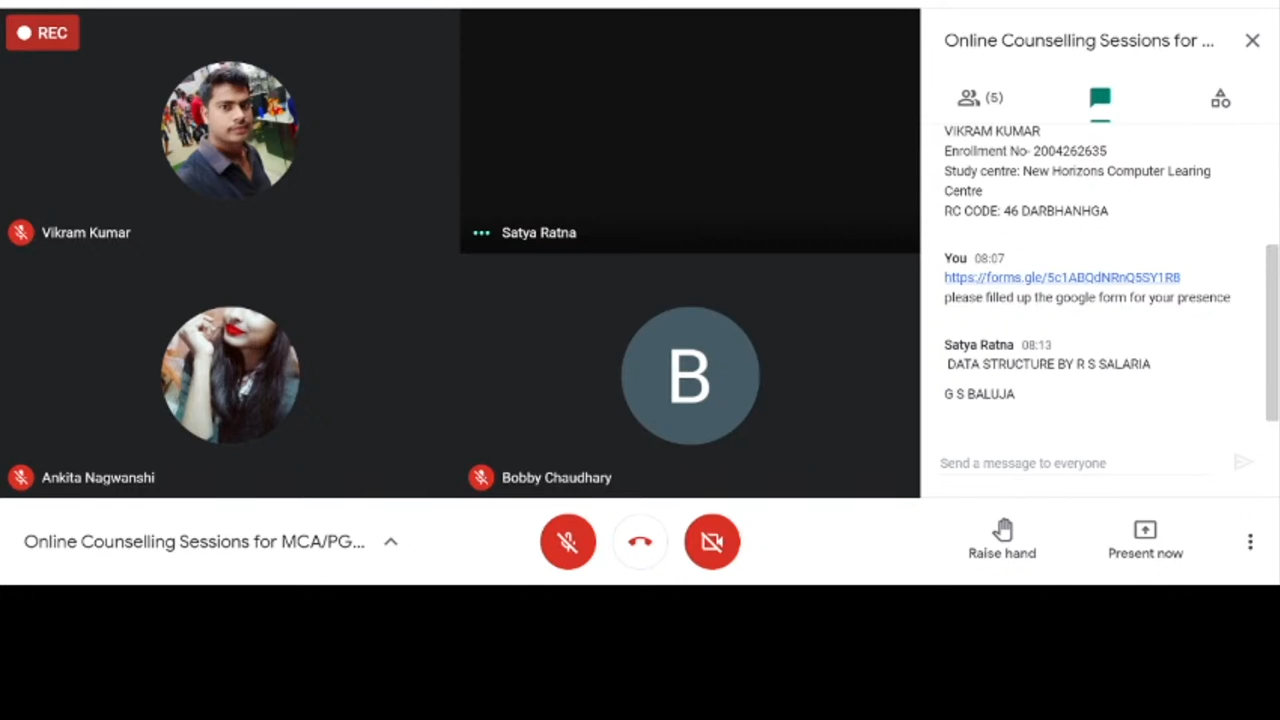 REC
Vikram Kumar
Satya Ratna
Ankita Nagwanshi
B
Bobby Chaudhary
Online Counselling Sessions for ...
(5)
VIKRAM KUMAR
Enrollment No- 2004262635
Study centre: New Horizons Computer Learing
Centre
RC CODE: 46 DARBHANHGA
You 08:07
https://forms.gle/5c1ABQdNRnQ5SY1R8
please filled up the google form for your presence
Satya Ratna 08:13
DATA STRUCTURE BY R S SALARIA
G S BALUJA
Send a message to everyone
Online Counselling Sessions for MCA/PG...
Raise hand
Present now